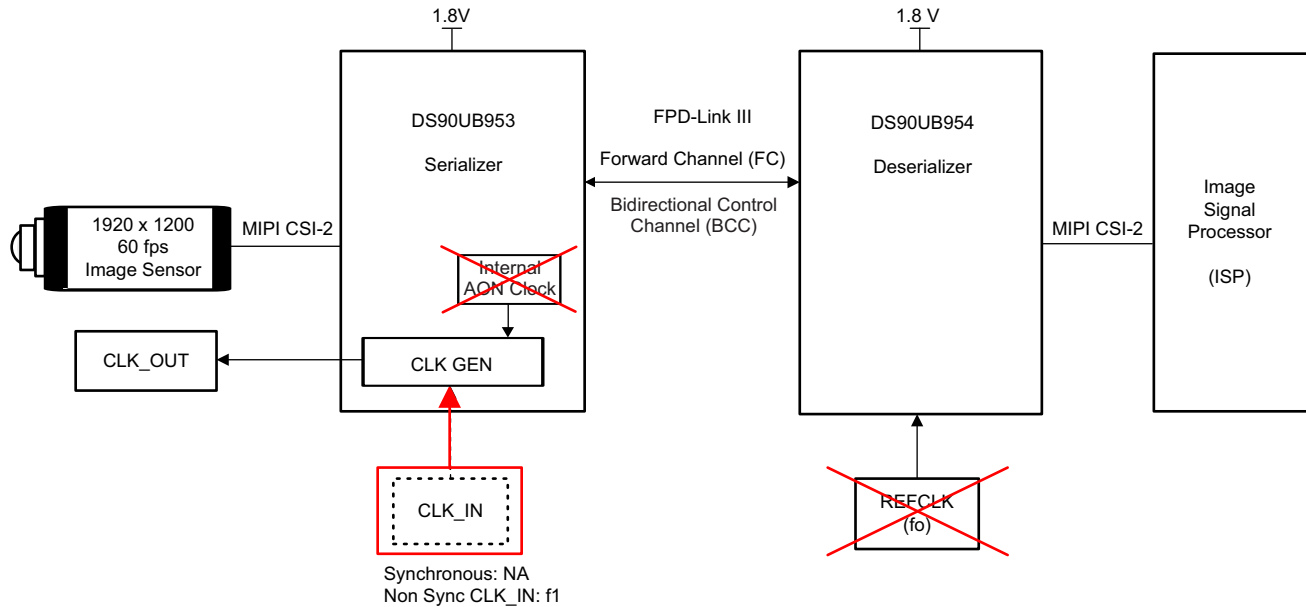 1.8V
1.8 V
DS90UB953
Serializer
FPD-Link III
Forward Channel (FC)
Bidirectional Control
Channel (BCC)
DS90UB954
Deserializer
Image
Signal
Processor
(ISP)
1920 x 1200
60 fps
Image Sensor
MIPI CSI-2
MIPI CSI-2
Internal
AON Clock
CLK_OUT
CLK GEN
CLK_IN
REFCLK
(fo)
Synchronous: NA
Non Sync CLK_IN: f1